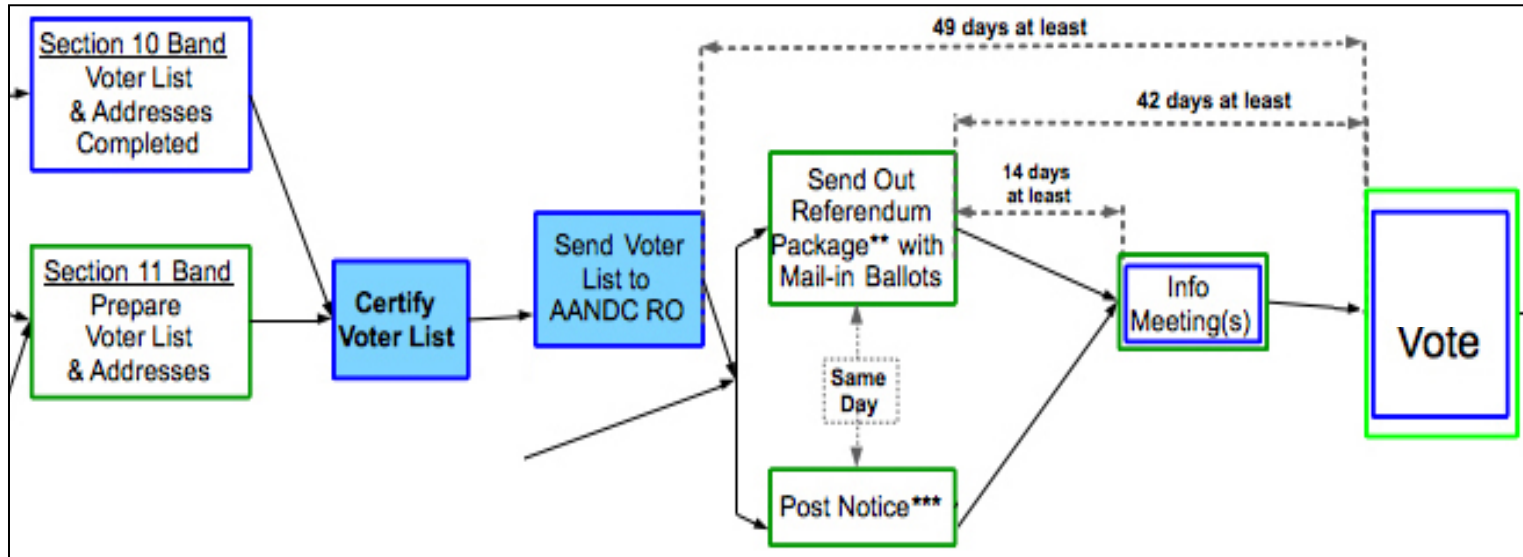 Section 10 Band
Voter List
& Addresses
Completed
Section 11 Band
Prepare
Voter List
& Addresses
Certify
Voter List
Send Voter
List to
AANDC RO
49 days at least
42 days at least
14 days
at least
Send Out
Referendum
Package** with
Mail-in Ballots
Same
Day
Post Notice***
Info
Meeting(s)
Vote